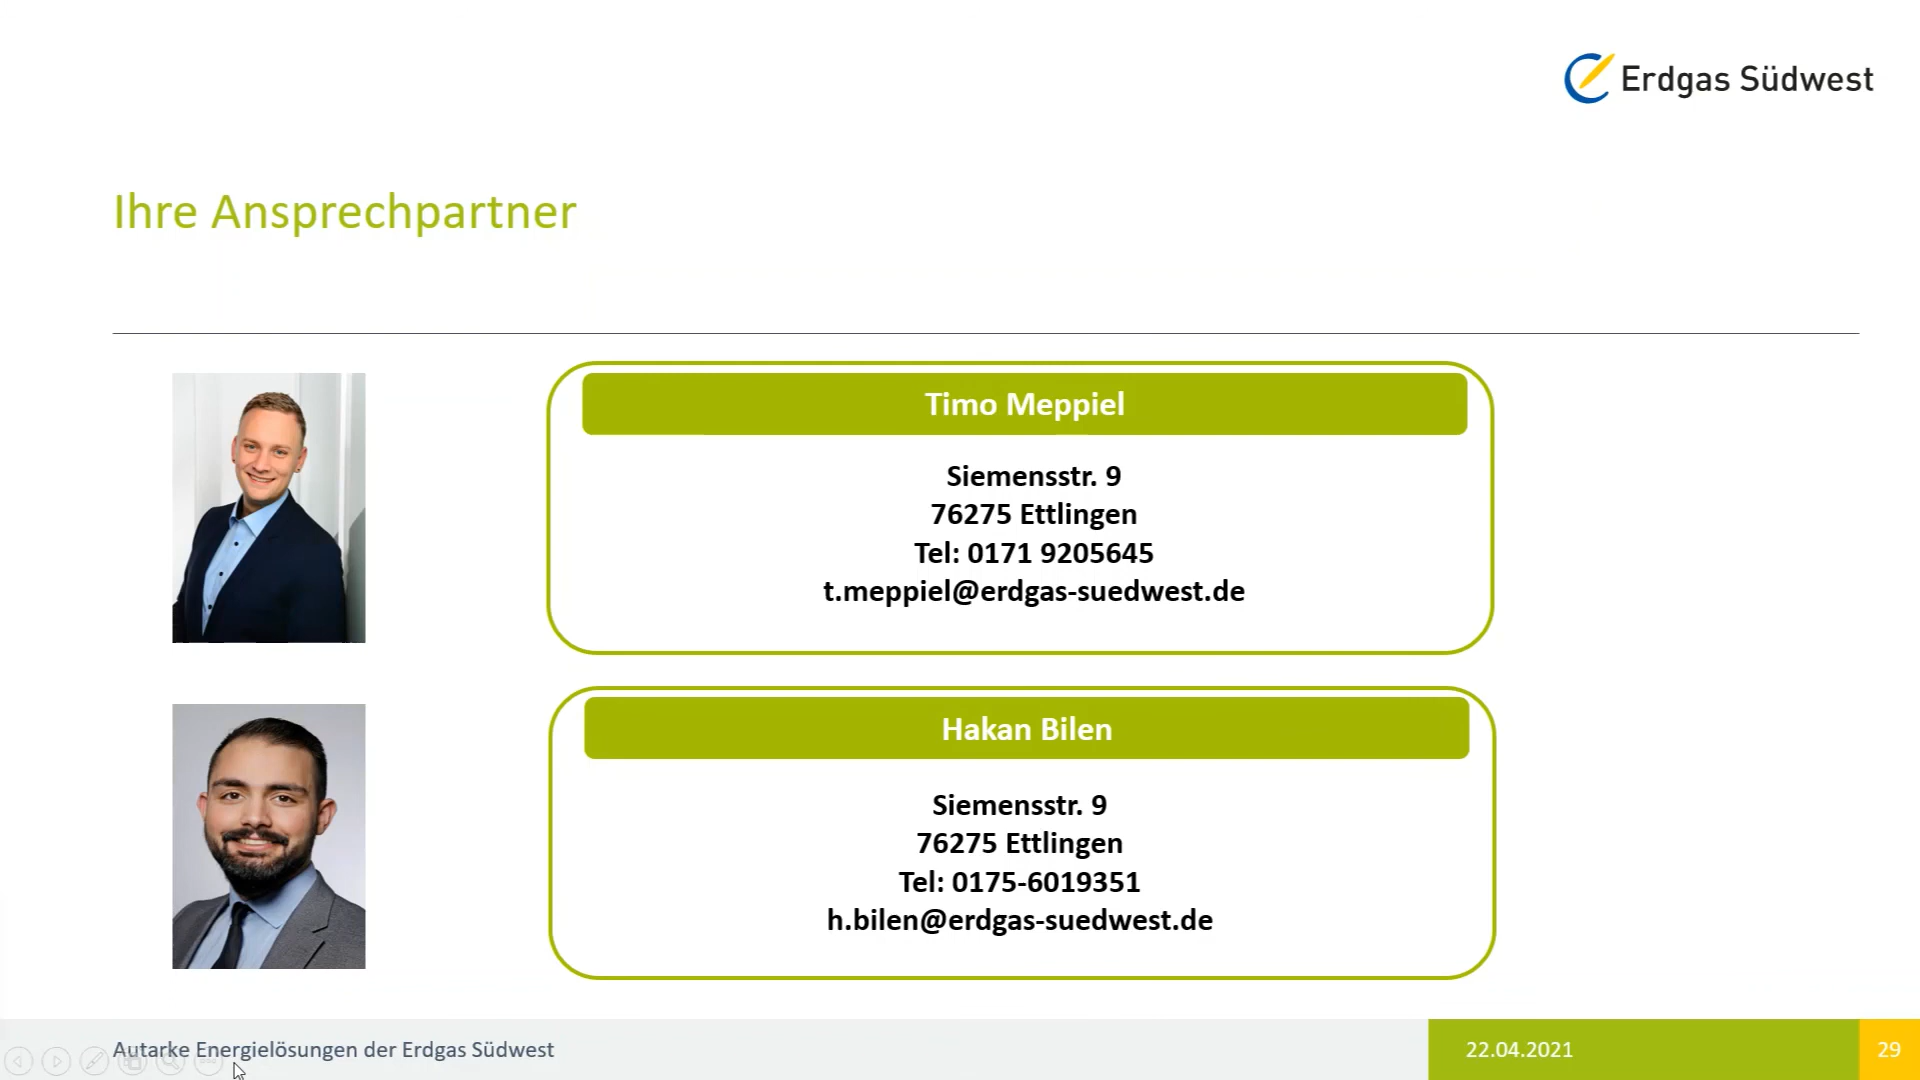 Erdgas Südwest
Ihre Ansprechpartner
Timo Meppiel
Siemensstr. 9
76275 Ettlingen
Tel: 0171 9205645
t.meppiel@erdgas-suedwest.de
Hakan Bilen
Siemensstr. 9
76275 Ettlingen
Tel: 0175-6019351
h.bilen@erdgas-suedwest.de
Autarke Energielösungen der Erdgas Südwest
22.04.2021
29